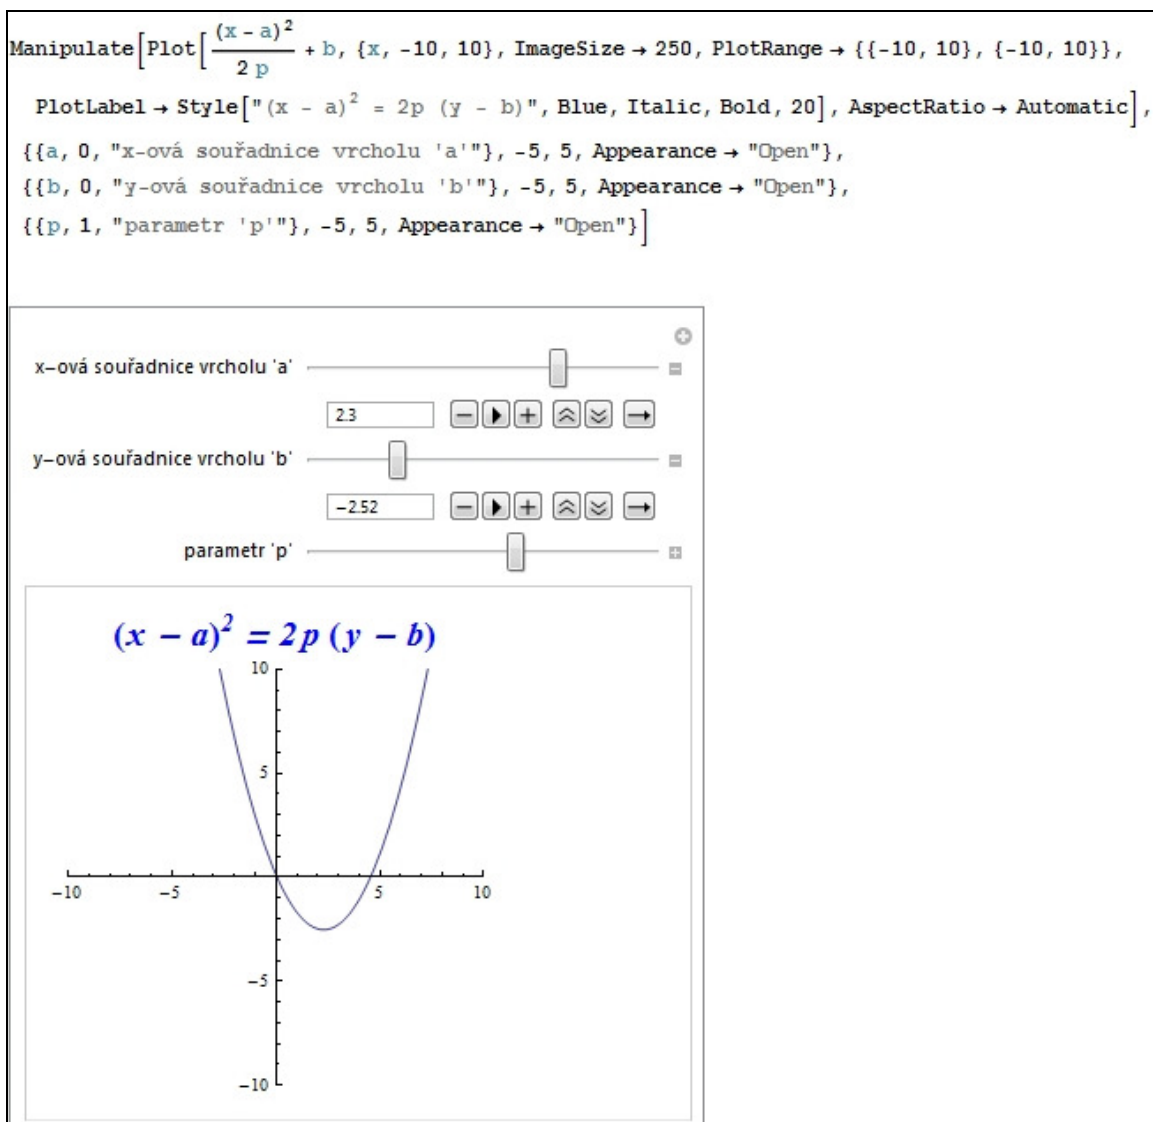 Manipulate[Plot[(x - a)^2/(2 p) + b, {x, -10, 10}, ImageSize → 250, PlotRange → {{-10, 10}, {-10, 10}},
PlotLabel → Style["(x - a)² = 2p (y - b)", Blue, Italic, Bold, 20], AspectRatio → Automatic],
{{a, 0, "x-ová souřadnice vrcholu 'a'"}, -5, 5, Appearance → "Open"},
{{b, 0, "y-ová souřadnice vrcholu 'b'"}, -5, 5, Appearance → "Open"},
{{p, 1, "parametr 'p'"}, -5, 5, Appearance → "Open"}]
x-ová souřadnice vrcholu 'a'
2.3
y-ová souřadnice vrcholu 'b'
-2.52
parametr 'p'
(x - a)² = 2p (y - b)
10
5
-10 -5 5 10
-5
-10